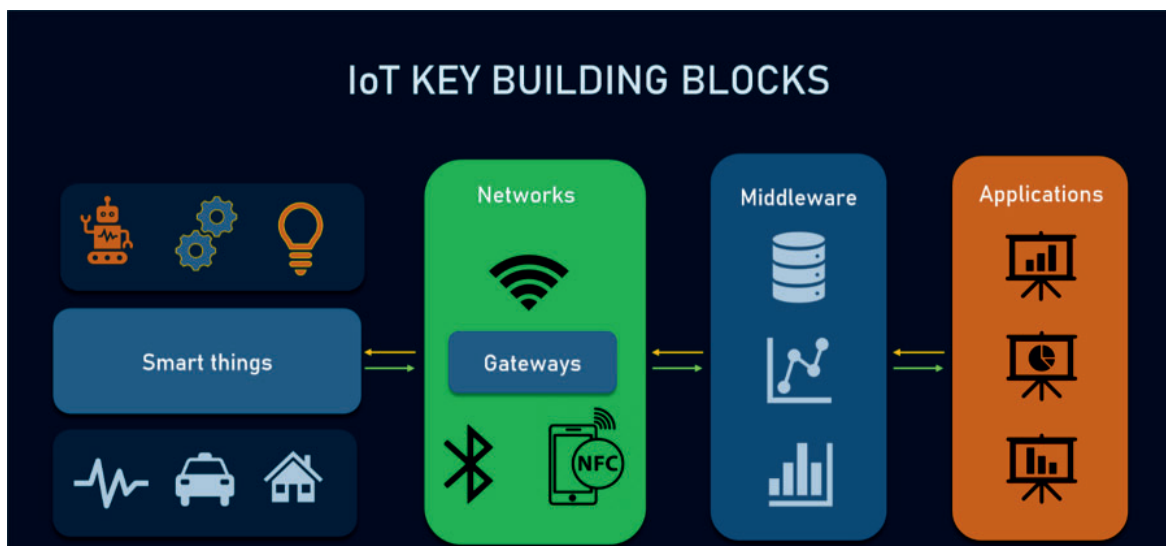 IoT KEY BUILDING BLOCKS
Smart things
Networks
Gateways
NFC
Middleware
Applications